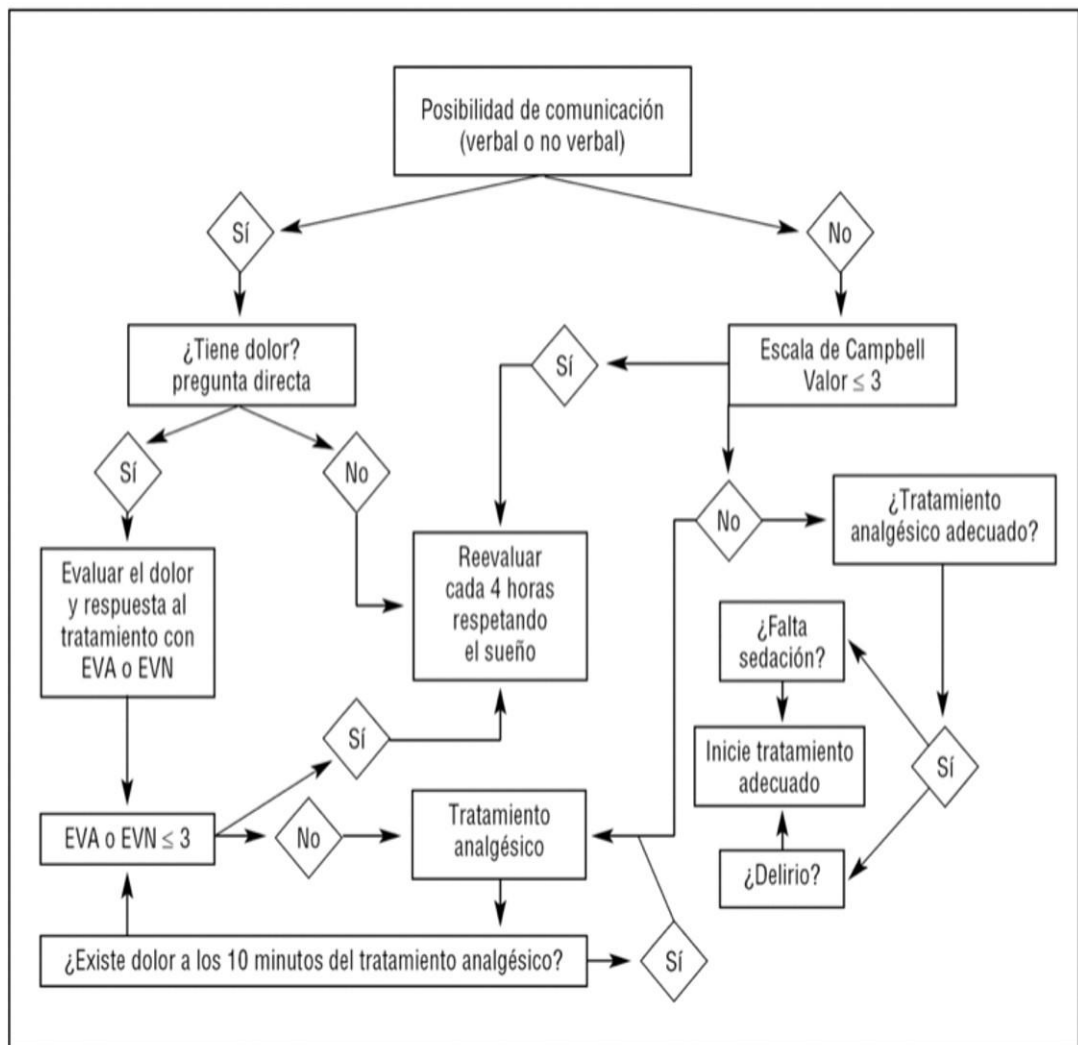 Posibilidad de comunicación
(verbal o no verbal)
Sí
No
¿Tiene dolor?
pregunta directa
Sí
Escala de Campbell
Valor ≤ 3
Sí
No
No
¿Tratamiento
analgésico adecuado?
Evaluar el dolor
y respuesta al
tratamiento con
EVA o EVN
Reevaluar
cada 4 horas
respetando
el sueño
¿Falta
sedación?
Sí
Inicie tratamiento
adecuado
Sí
EVA o EVN ≤ 3
No
Tratamiento
analgésico
¿Delirio?
¿Existe dolor a los 10 minutos del tratamiento analgésico?
Sí